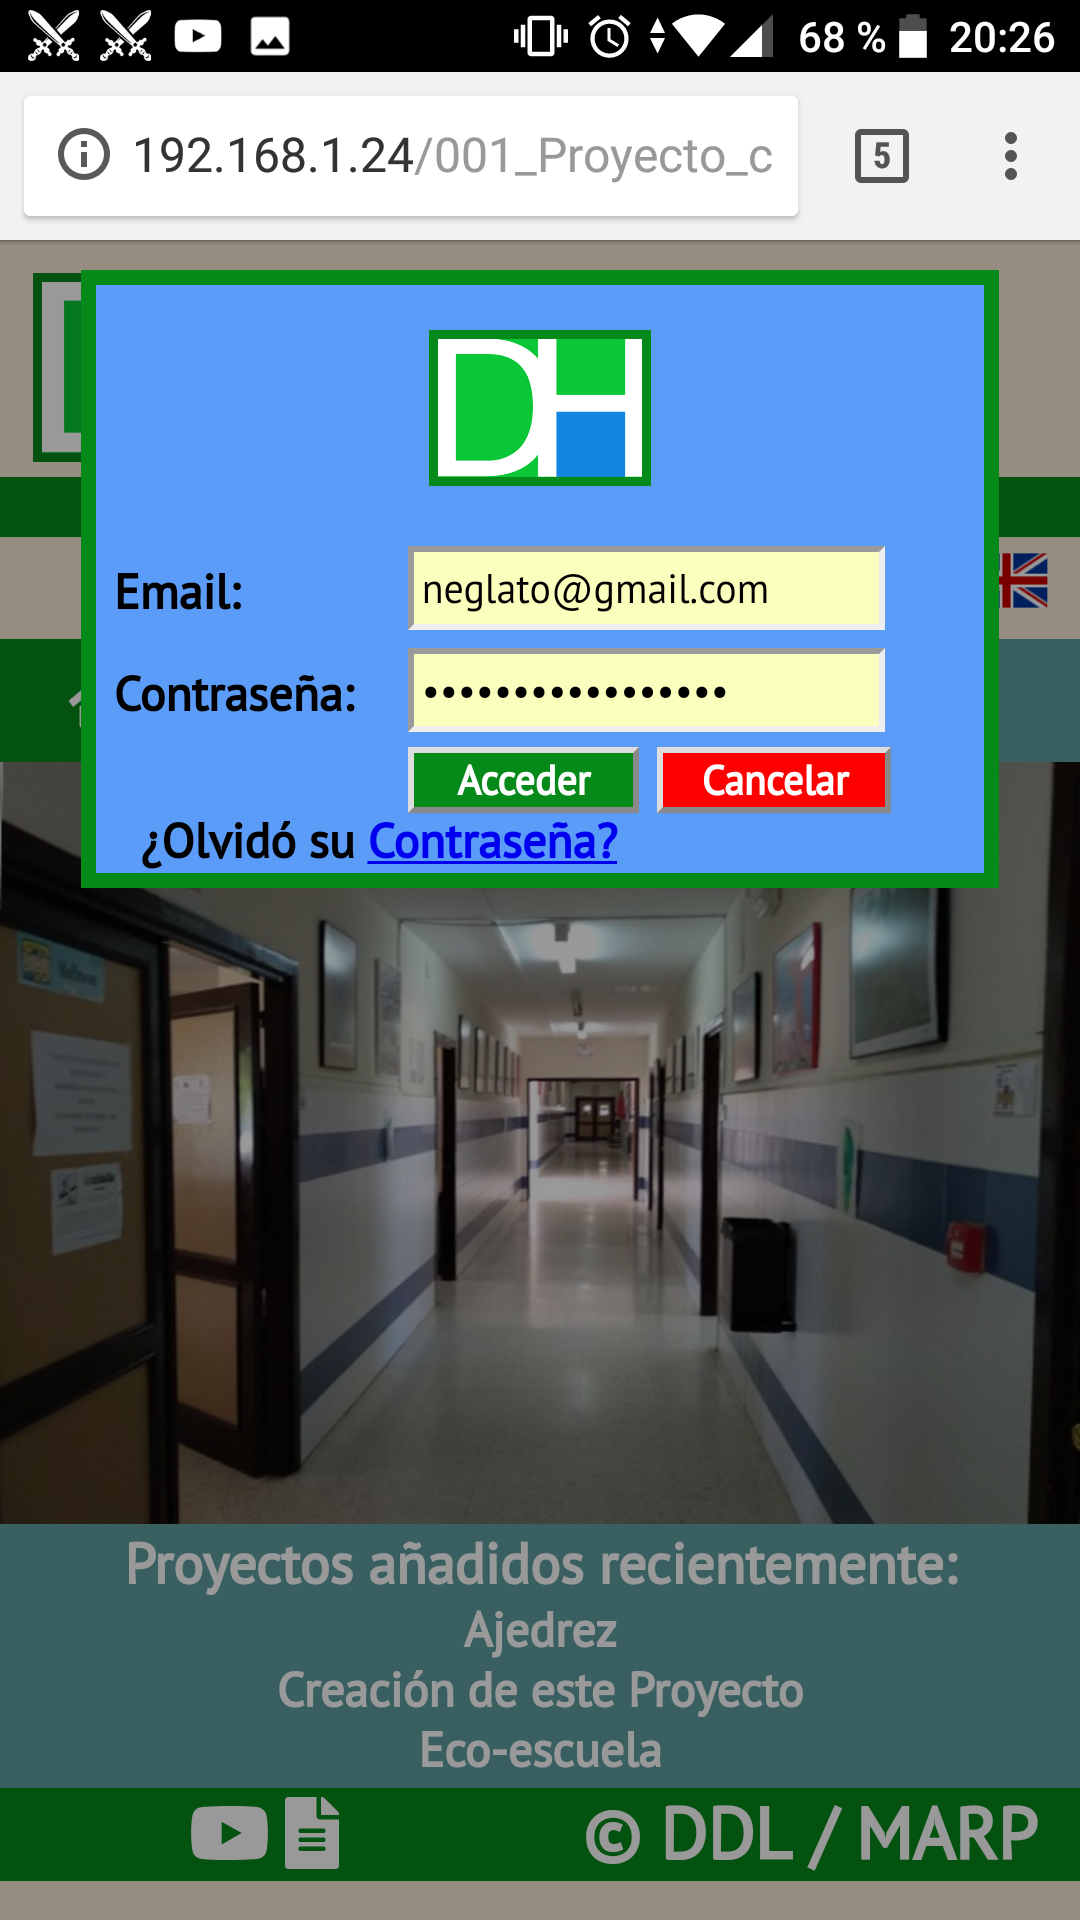 68 % 20:26
192.168.1.24/001_Proyecto_c
5
DH
Email:
neglato@gmail.com
Contraseña:
•••••••••••••••••
Acceder Cancelar
¿Olvidó su Contraseña?
Proyectos añadidos recientemente:
Ajedrez
Creación de este Proyecto
Eco-escuela
© DDL / MARP